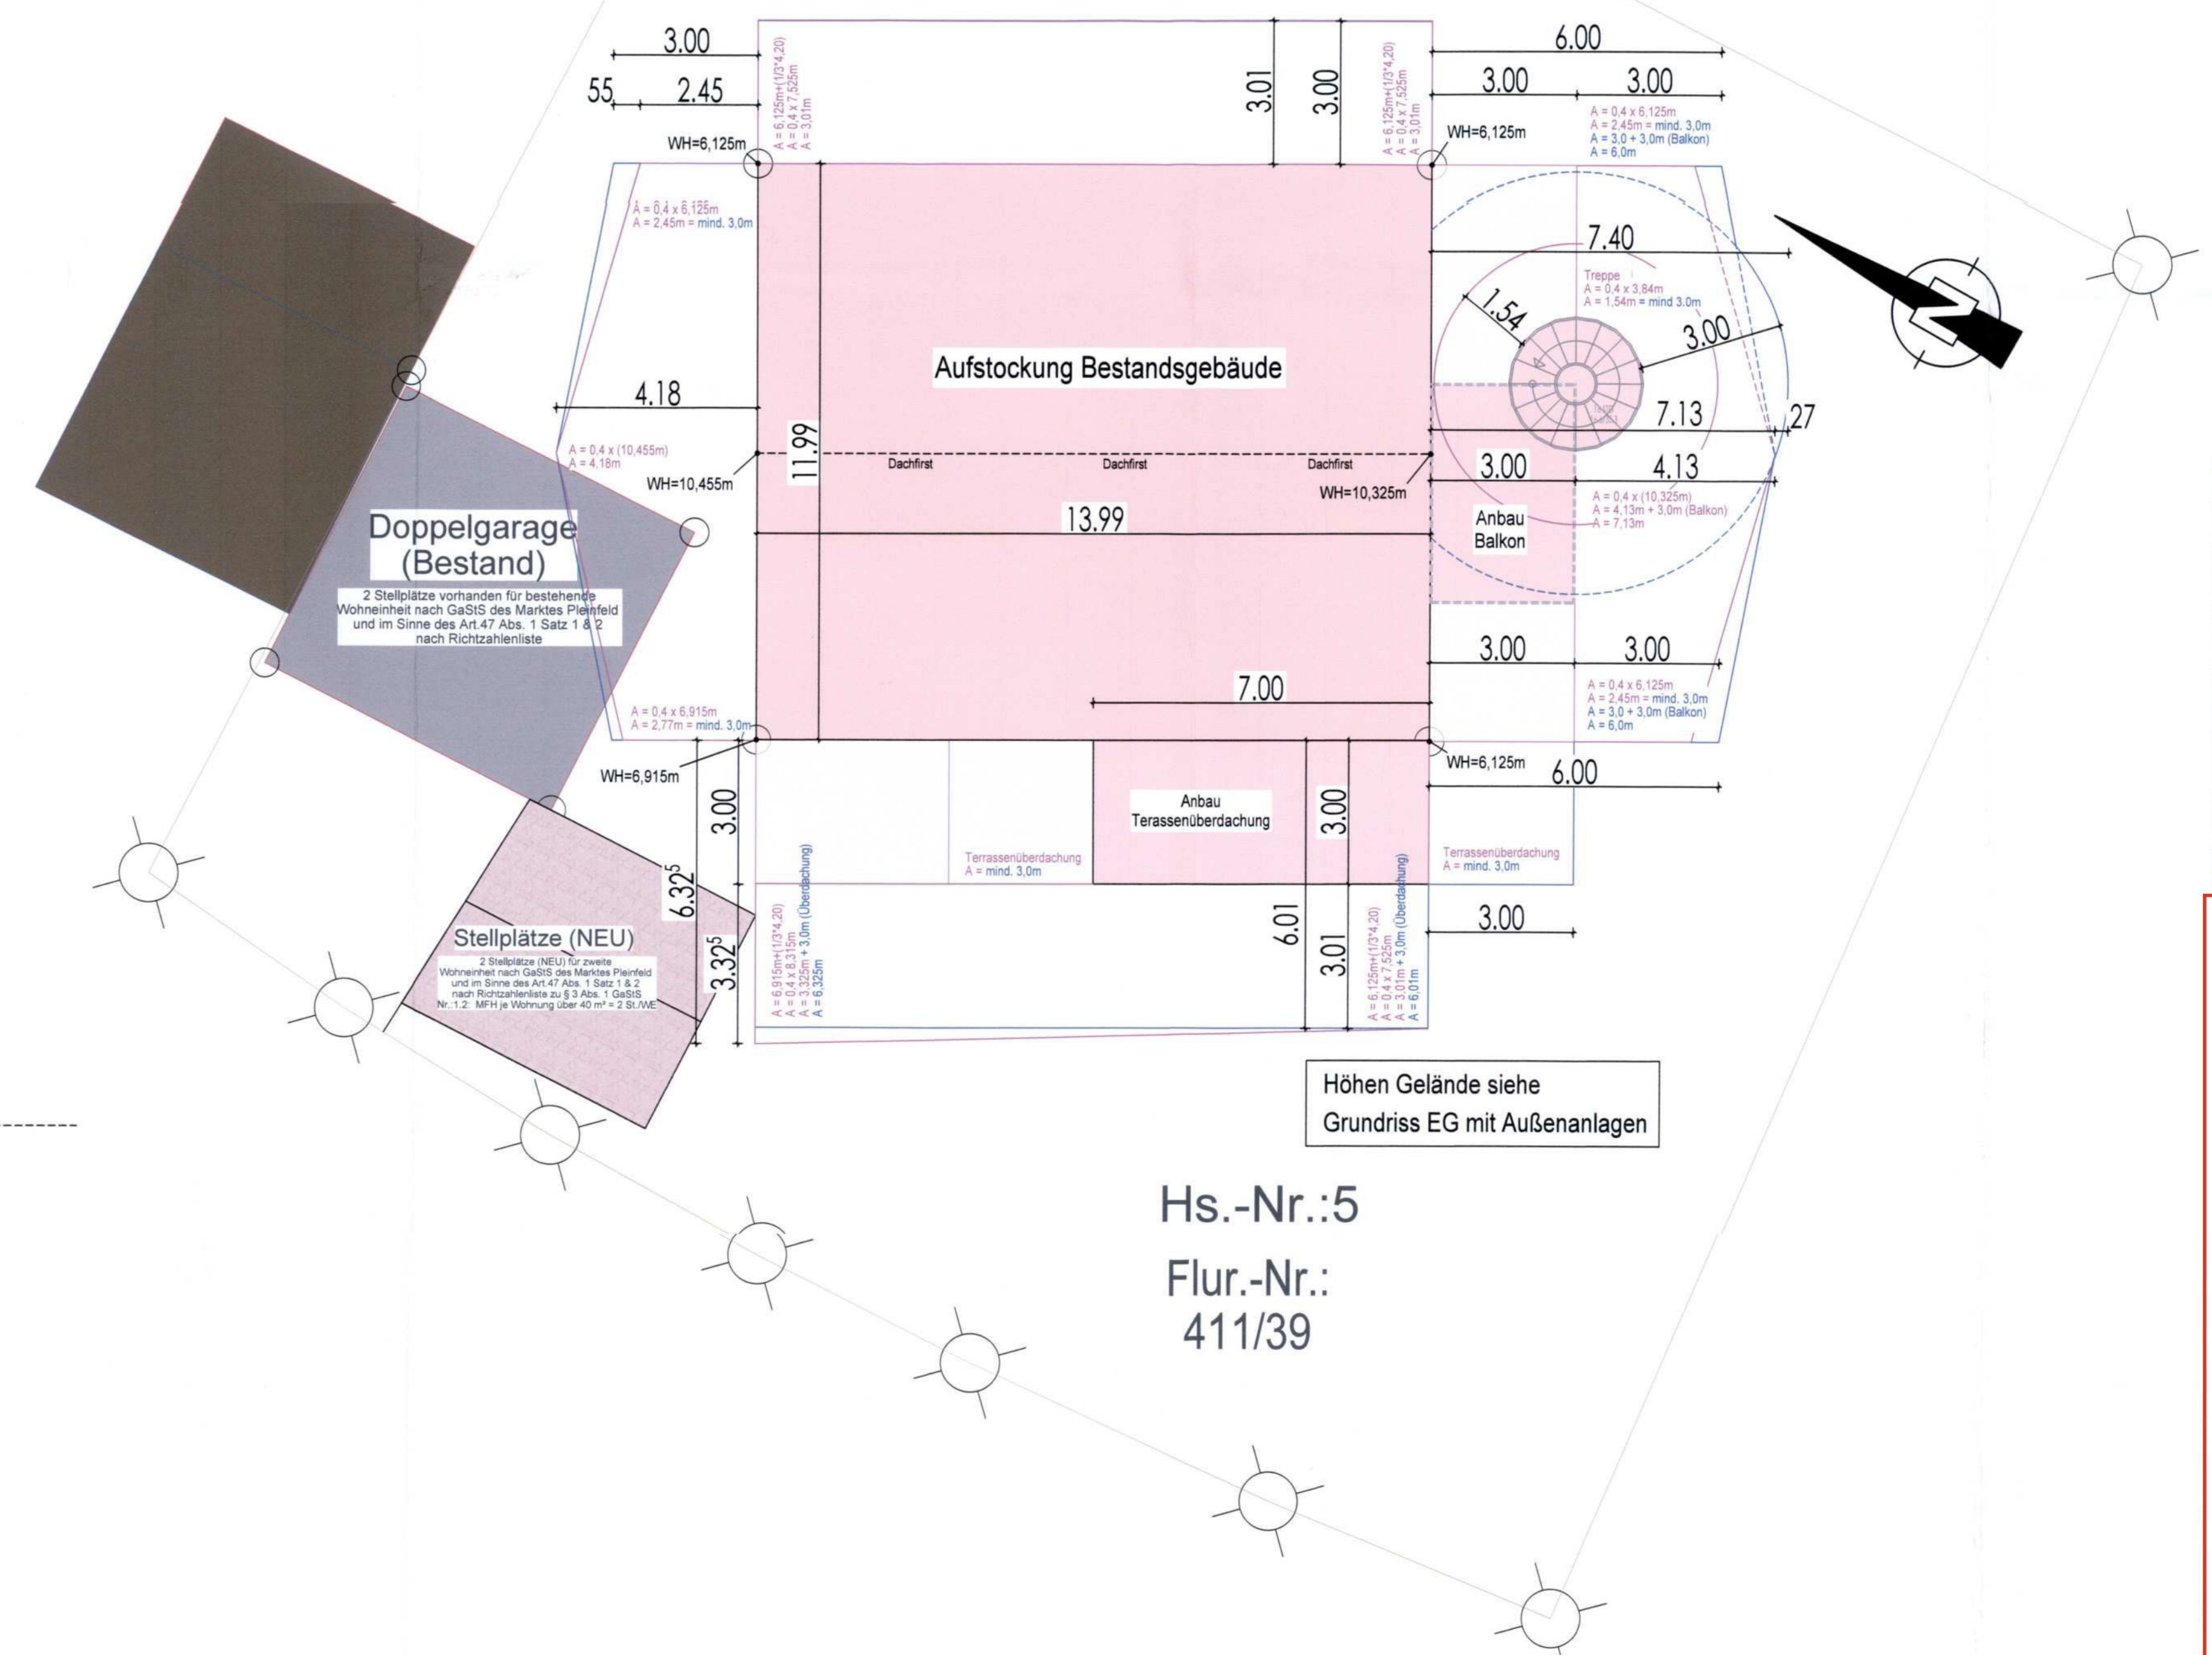 3.00
55
2.45
WH=6,125m
A = 6,125m+(1/3*4,20)
A = 0,4 x 7,525m
A = 3,01m
3.01
3.00
A = 6,125m+(1/3*4,20)
A = 0,4 x 7,525m
A = 3,01m
6.00
3.00
3.00
WH=6,125m
A = 0,4 x 6,125m
A = 2,45m = mind. 3,0m
A = 3,0 + 3,0m (Balkon)
A = 6,0m
A = 0,4 x 6,125m
A = 2,45m = mind. 3,0m
7.40
Treppe
A = 0,4 x 3,84m
A = 1,54m = mind 3.0m
1.54
3.00
N
Aufstockung Bestandsgebäude
4.18
11.99
7.13
27
A = 0,4 x (10,455m)
A = 4,18m
WH=10,455m
Dachfirst
Dachfirst
Dachfirst
WH=10,325m
3.00
4.13
A = 0,4 x (10,325m)
A = 4,13m + 3,0m (Balkon)
A = 7,13m
13.99
Anbau
Balkon
Doppelgarage
(Bestand)
2 Stellplätze vorhanden für bestehende
Wohneinheit nach GaStS des Marktes Pleinfeld
und im Sinne des Art.47 Abs. 1 Satz 1 & 2
nach Richtzahlenliste
3.00
3.00
7.00
A = 0,4 x 6,125m
A = 2,45m = mind. 3,0m
A = 3,0 + 3,0m (Balkon)
A = 6,0m
A = 0,4 x 6,915m
A = 2,77m = mind. 3,0m
WH=6,915m
WH=6,125m
6.00
3.00
Anbau
Terassenüberdachung
3.00
Terrassenüberdachung
A = mind. 3,0m
Terrassenüberdachung
A = mind. 3,0m
6.32⁵
3.32⁵
A = 6,915m+(1/3*4,20)
A = 0,4 x 8,315m
A = 3,325m + 3,0m (Überdachung)
A = 6,325m
6.01
3.01
A = 6,125m+(1/3*4,20)
A = 0,4 x 7,525m
A = 3,01m + 3,0m (Überdachung)
A = 6,01m
3.00
Stellplätze (NEU)
2 Stellplätze (NEU) für zweite
Wohneinheit nach GaStS des Marktes Pleinfeld
und im Sinne des Art.47 Abs. 1 Satz 1 & 2
nach Richtzahlenliste zu § 3 Abs. 1 GaStS
Nr.:1.2: MFH je Wohnung über 40 m² = 2 St./WE
Höhen Gelände siehe
Grundriss EG mit Außenanlagen
Hs.-Nr.:5
Flur.-Nr.:
411/39